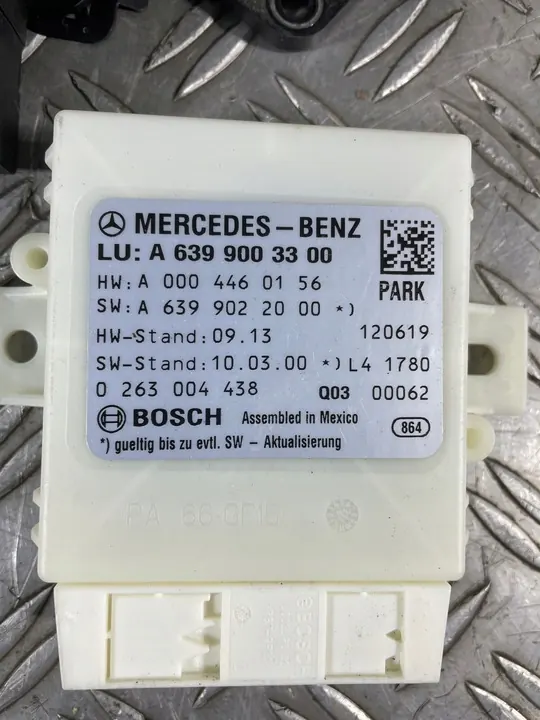 MERCEDES-BENZ
LU: A 639 900 33 00
HW: A 000 446 01 56
PARK
SW: A 639 902 20 00 *)
HW-Stand: 09.13 120619
SW-Stand: 10.03.00 *) L4 1780
0 263 004 438 Q03 00062
BOSCH Assembled in Mexico
864
*) gueltig bis zu evtl. SW - Aktualisierung